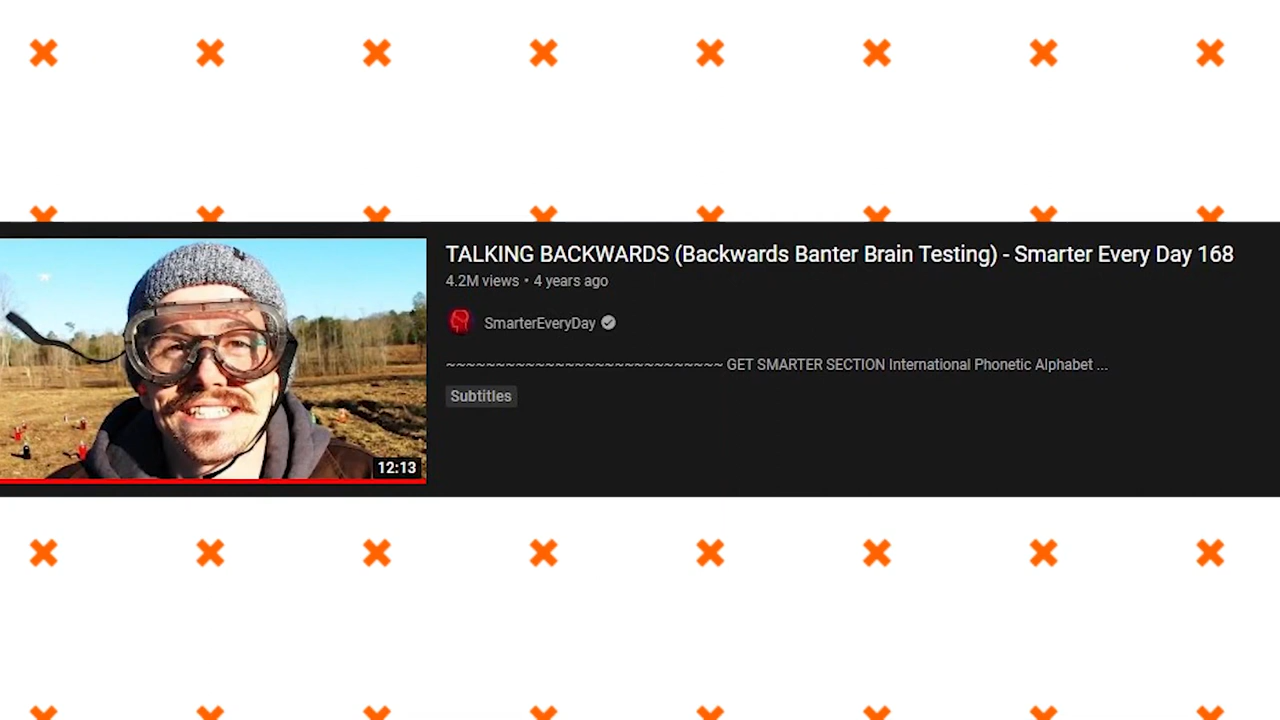 TALKING BACKWARDS (Backwards Banter Brain Testing) - Smarter Every Day 168
4.2M views • 4 years ago
SmarterEveryDay
~~~~~~~~~~~~~~~~~~~~~~~~~~~~ GET SMARTER SECTION International Phonetic Alphabet ...
Subtitles
12:13